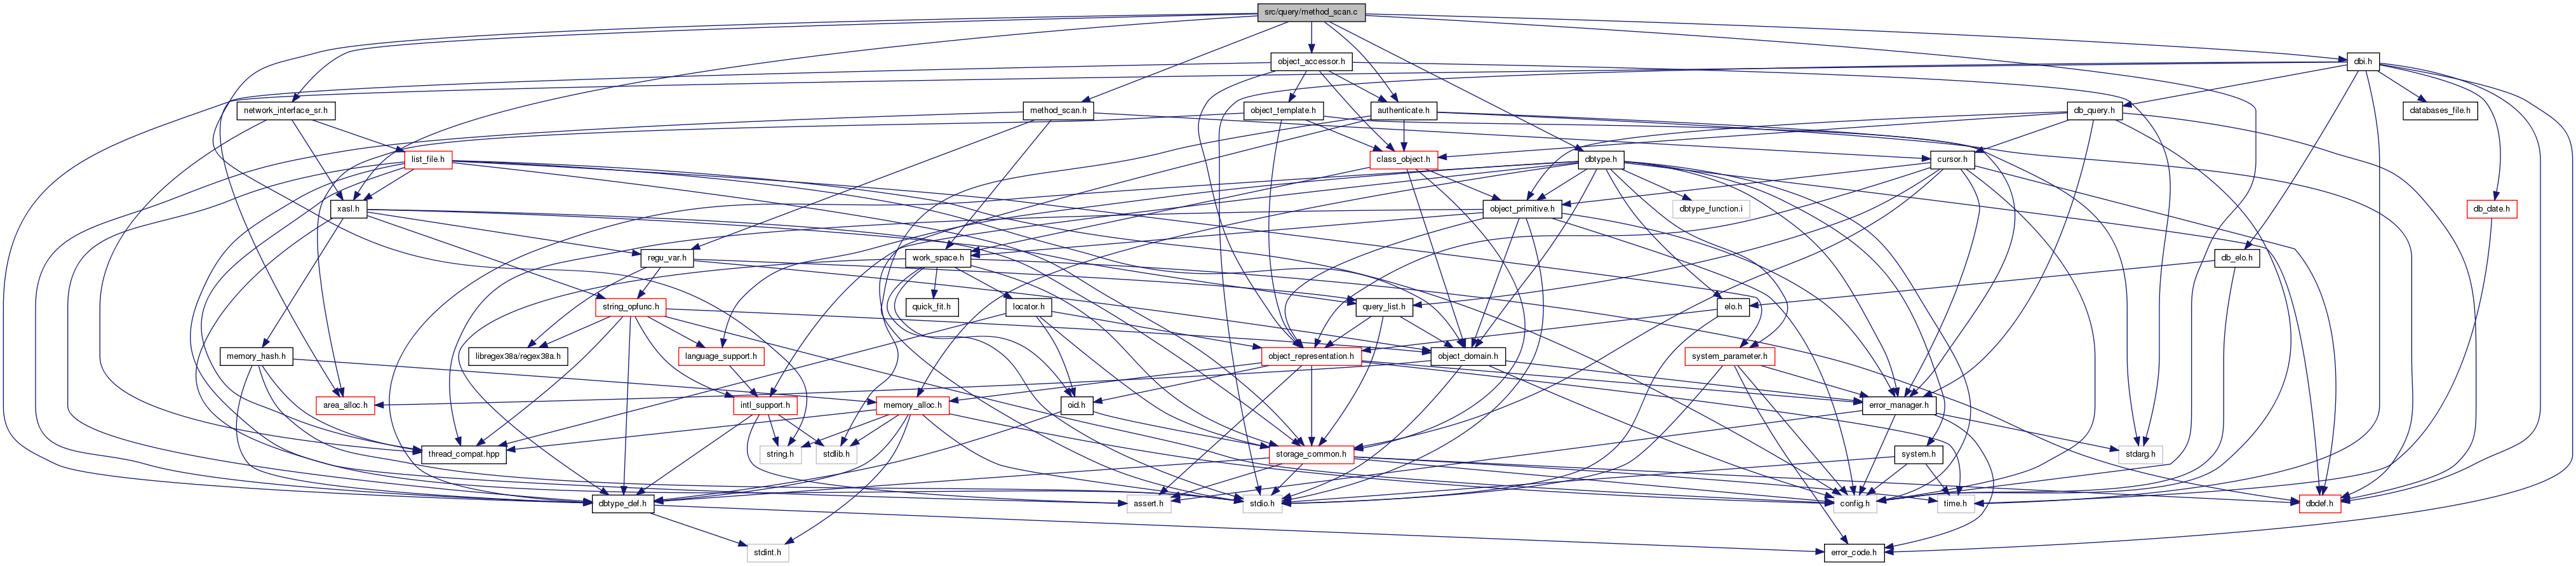 src/query/method_scan.c
object_accessor.h
dbi.h
network_interface_sr.h
method_scan.h
object_template.h
authenticate.h
db_query.h
databases_file.h
list_file.h
class_object.h
dbtype.h
cursor.h
xasl.h
object_primitive.h
dbtype_function.i
db_date.h
regu_var.h
work_space.h
db_elo.h
string_opfunc.h
quick_fit.h
locator.h
query_list.h
elo.h
memory_hash.h
libregex38a/regex38a.h
language_support.h
object_representation.h
object_domain.h
system_parameter.h
area_alloc.h
intl_support.h
memory_alloc.h
oid.h
error_manager.h
thread_compat.hpp
string.h
stdlib.h
storage_common.h
system.h
stdarg.h
dbtype_def.h
assert.h
stdio.h
config.h
time.h
dbdef.h
stdint.h
error_code.h